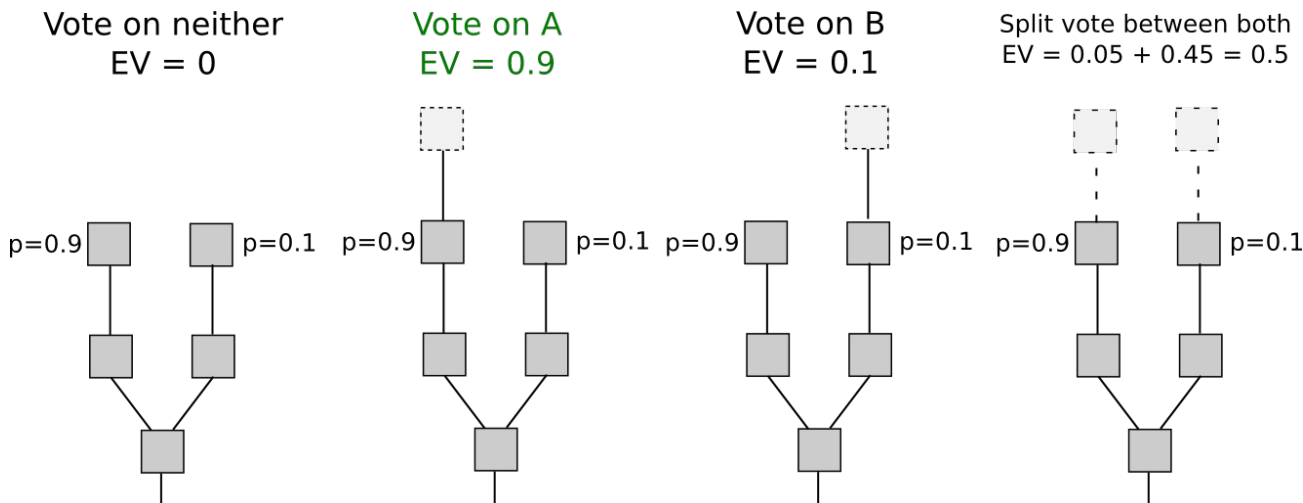 Vote on neither
EV = 0
Vote on A
EV = 0.9
Vote on B
EV = 0.1
Split vote between both
EV = 0.05 + 0.45 = 0.5
p=0.9
p=0.1
p=0.9
p=0.1
p=0.9
p=0.1
p=0.9
p=0.1